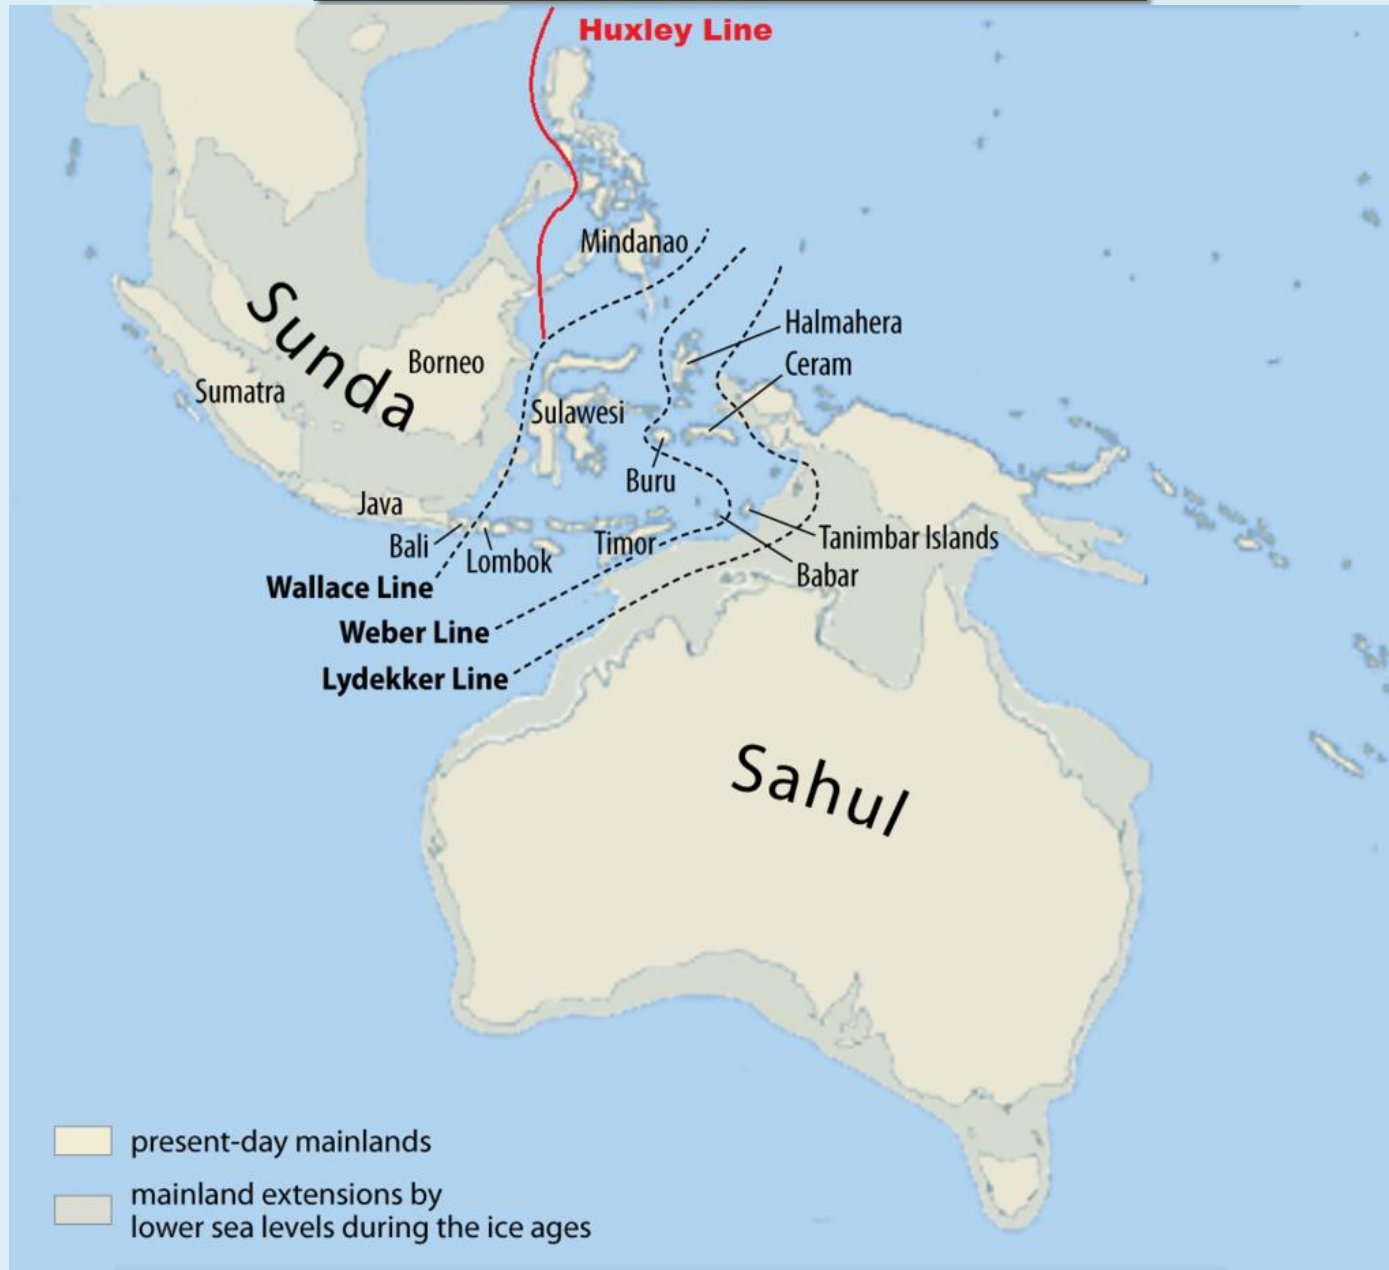 Huxley Line
Mindanao
Halmahera
Ceram
Sunda
Borneo
Sumatra
Sulawesi
Buru
Java
Bali
Lombok
Timor
Tanimbar Islands
Babar
Wallace Line
Weber Line
Lydekker Line
Sahul
present-day mainlands
mainland extensions by
lower sea levels during the ice ages